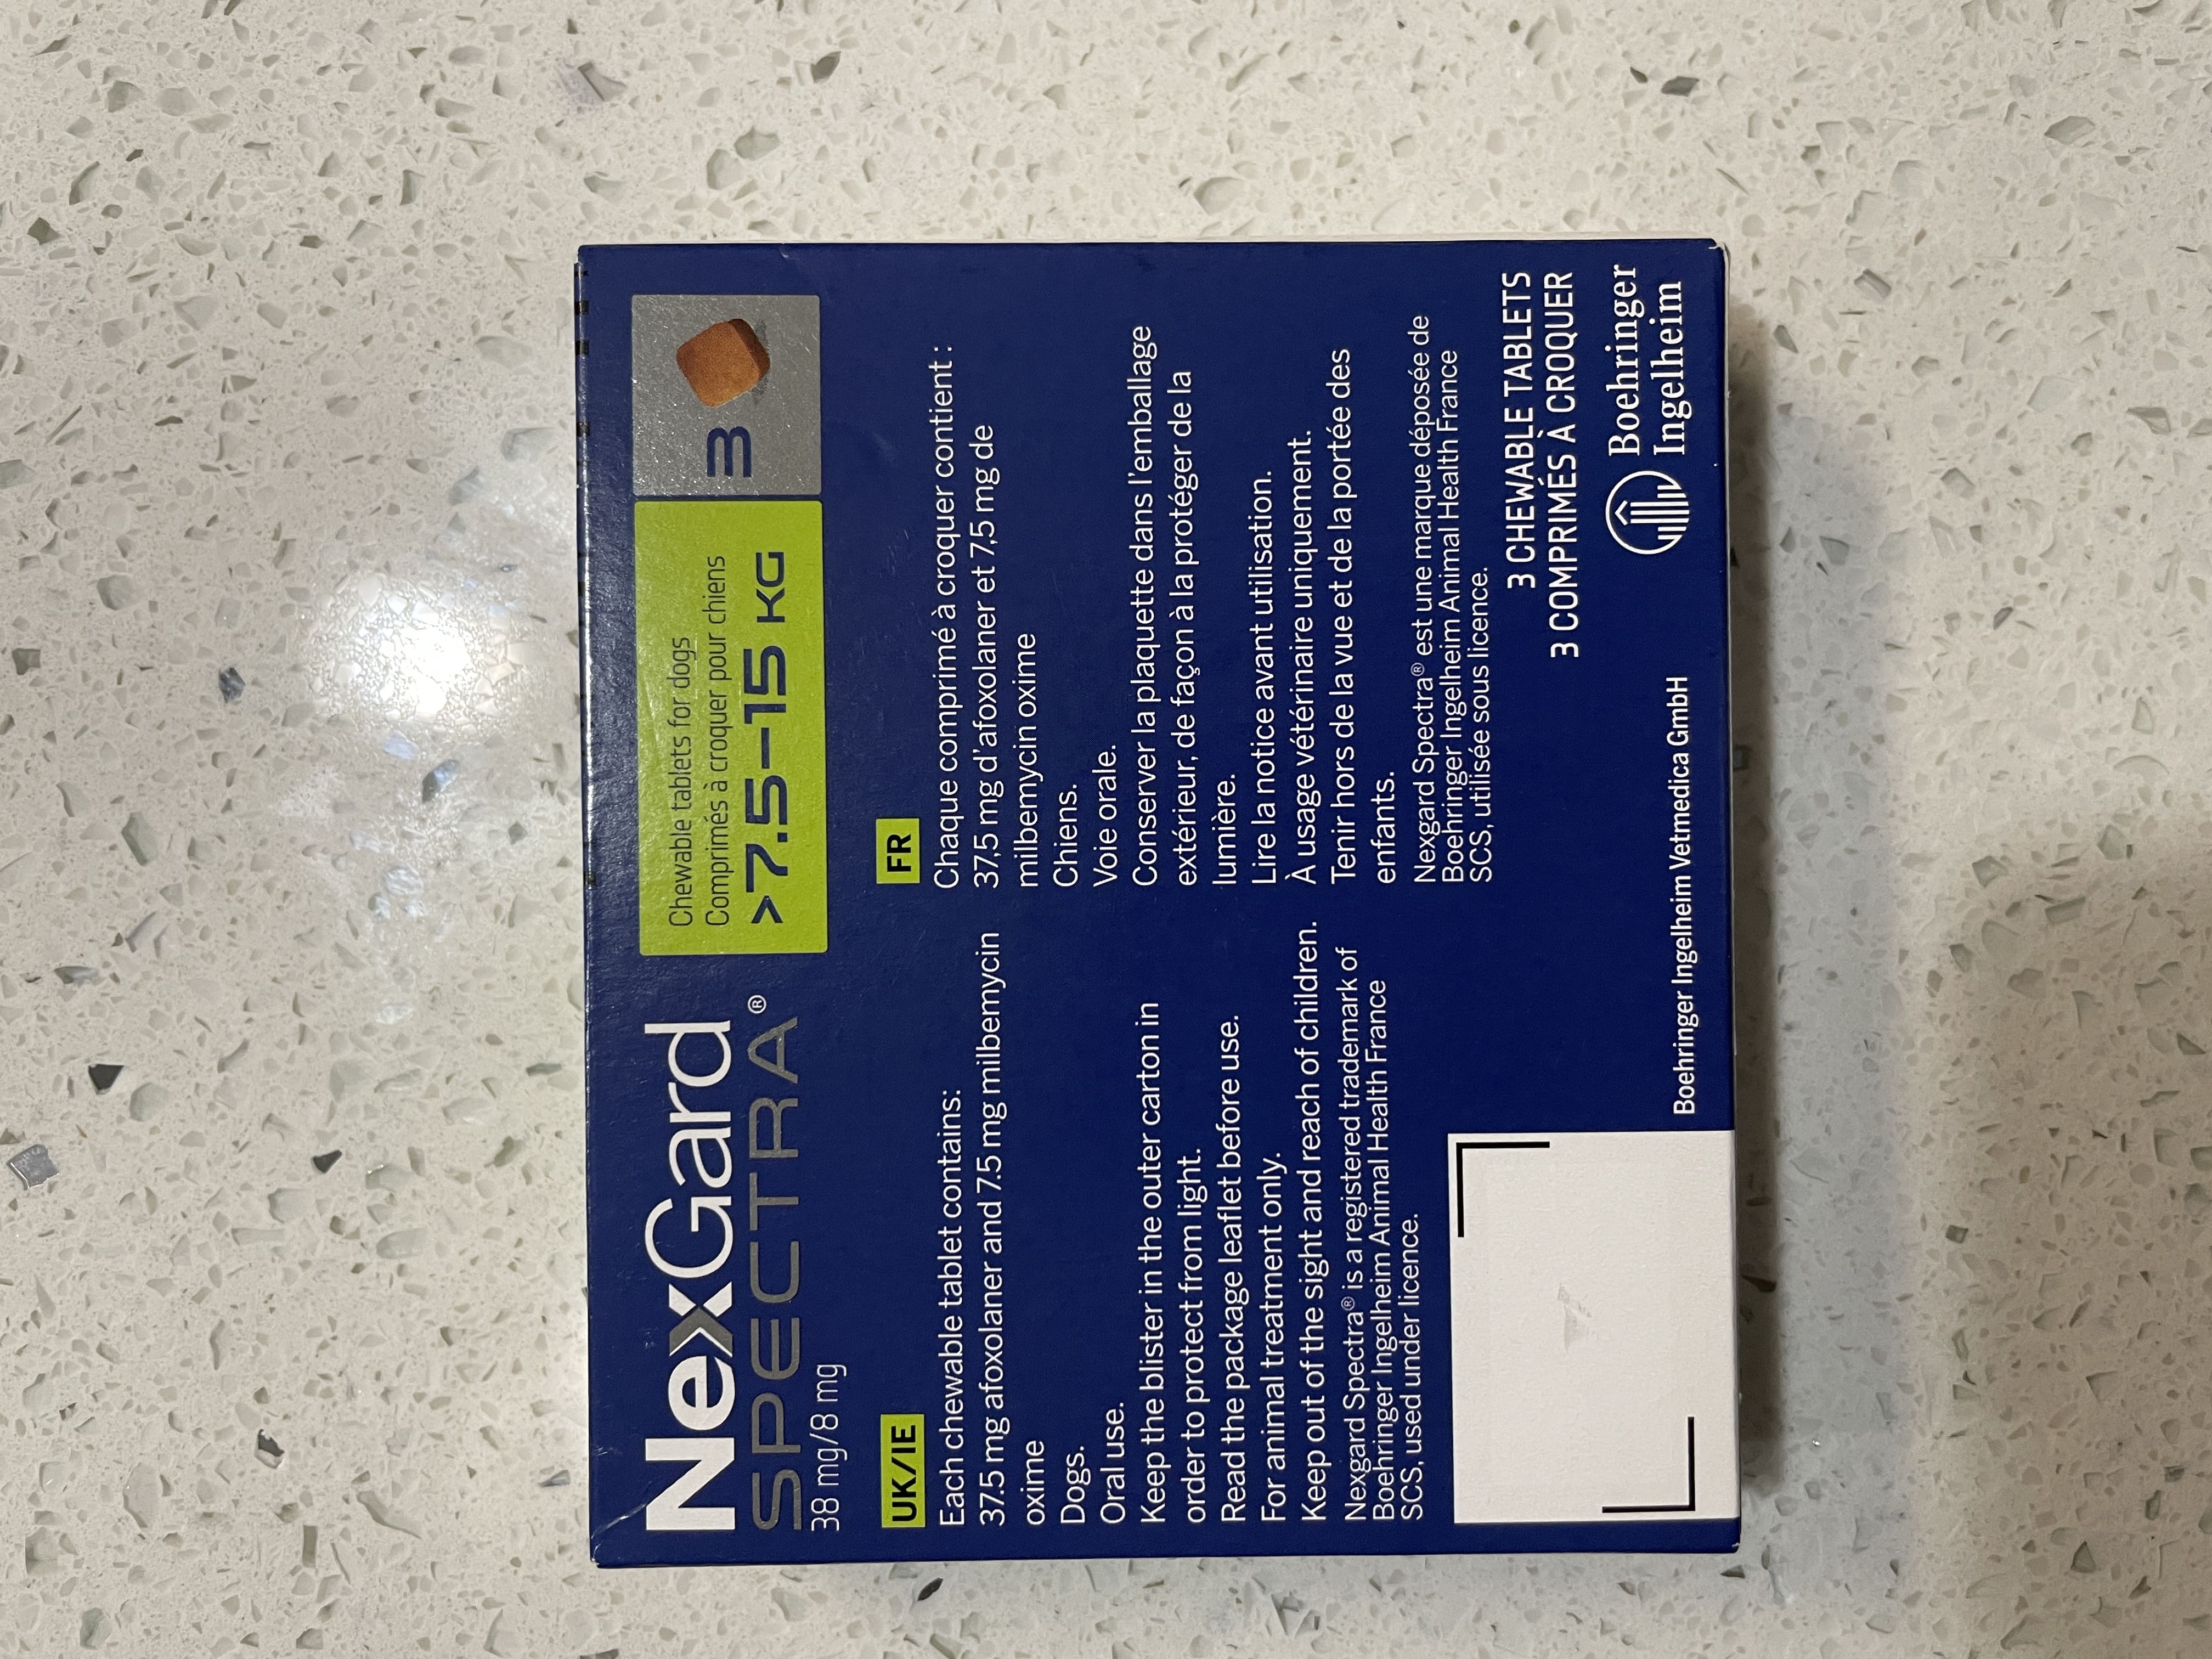 NexGard
SPECTRA®
38 mg/8 mg
Chewable tablets for dogs
Comprimés à croquer pour chiens
>7.5–15 KG
3
UK/IE
Each chewable tablet contains:
37.5 mg afoxolaner and 7.5 mg milbemycin
oxime
Dogs.
Oral use.
Keep the blister in the outer carton in
order to protect from light.
Read the package leaflet before use.
For animal treatment only.
Keep out of the sight and reach of children.
Nexgard Spectra® is a registered trademark of
Boehringer Ingelheim Animal Health France
SCS, used under licence.
FR
Chaque comprimé à croquer contient :
37,5 mg d'afoxolaner et 7,5 mg de
milbemycin oxime
Chiens.
Voie orale.
Conserver la plaquette dans l'emballage
extérieur, de façon à la protéger de la
lumière.
Lire la notice avant utilisation.
À usage vétérinaire uniquement.
Tenir hors de la vue et de la portée des
enfants.
Nexgard Spectra® est une marque déposée de
Boehringer Ingelheim Animal Health France
SCS, utilisée sous licence.
3 CHEWABLE TABLETS
3 COMPRIMÉS À CROQUER
Boehringer Ingelheim Vetmedica GmbH
Boehringer
Ingelheim